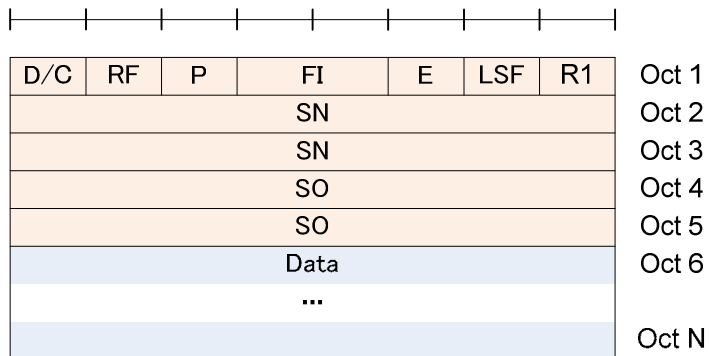 D/C RF P FI E LSF R1 Oct 1
SN Oct 2
SN Oct 3
SO Oct 4
SO Oct 5
Data Oct 6
...
Oct N